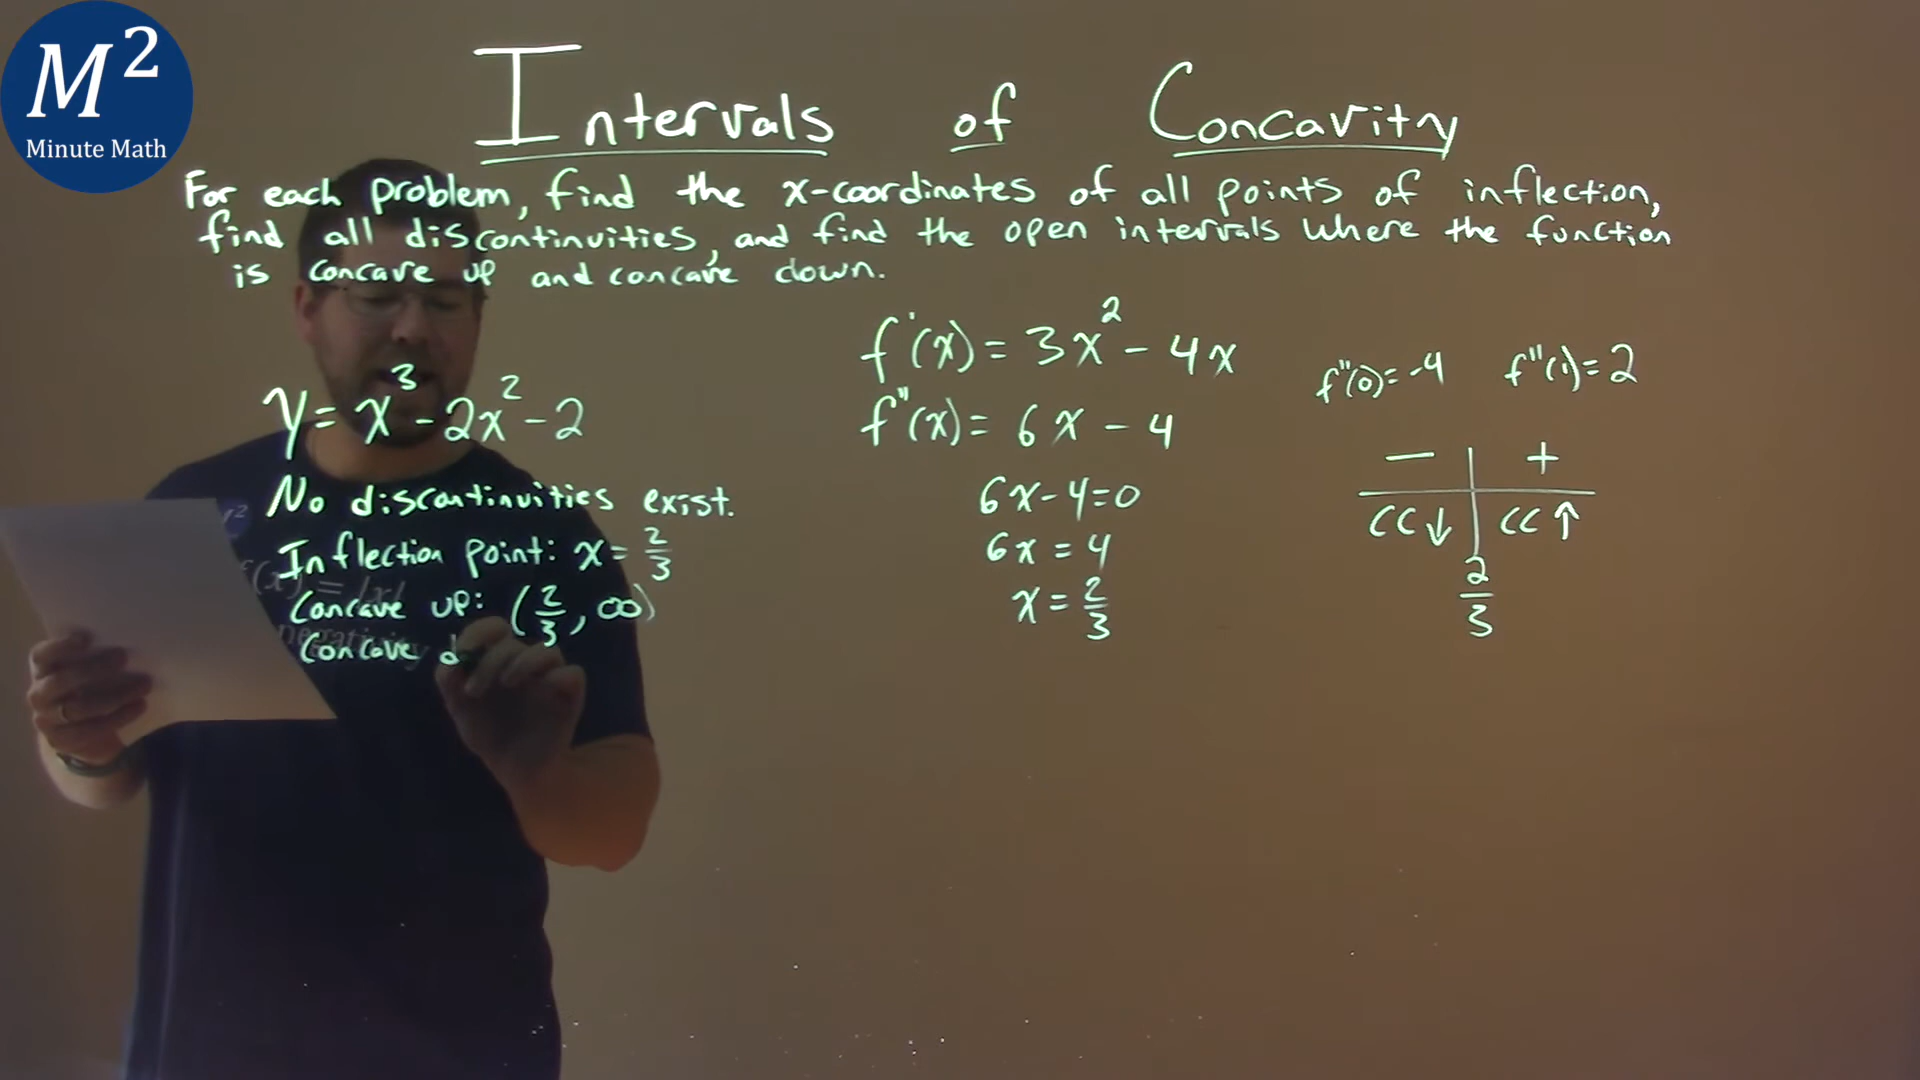 M²
Minute Math
Intervals of Concavity
For each problem, find the x-coordinates of all points of inflection,
find all discontinuities, and find the open intervals where the function
is concave up and concave down.
y = x³ - 2x² - 2
No discontinuities exist.
Inflection point: x = 2/3
Concave up: (2/3, ∞)
Concave d
f'(x) = 3x² - 4x
f''(x) = 6x - 4
6x - 4 = 0
6x = 4
x = 2/3
f''(0) = -4 f''(1) = 2
− +
CC↓ CC↑
2/3
negativity